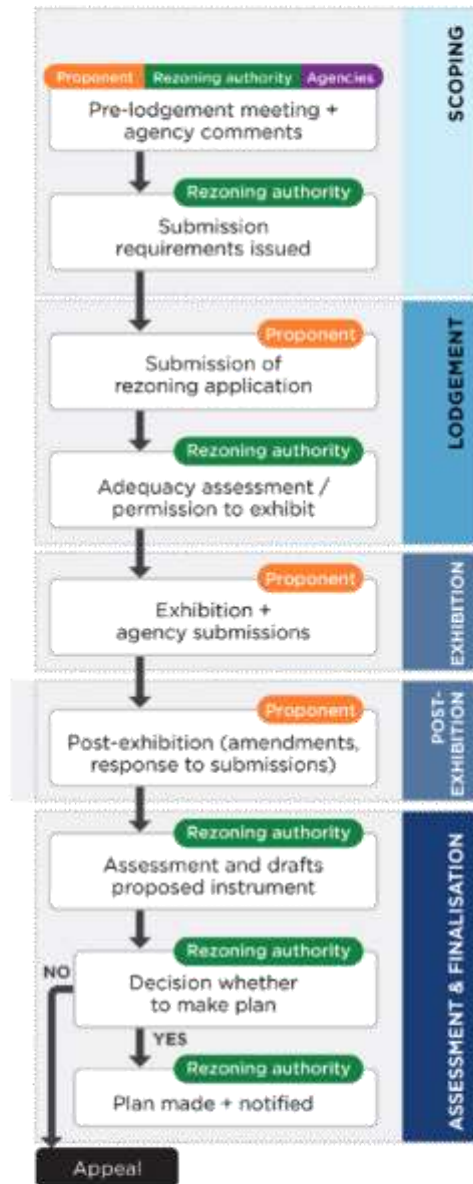 SCOPING
Proponent Rezoning authority Agencies
Pre-lodgement meeting +
agency comments
Rezoning authority
Submission
requirements issued
LODGEMENT
Proponent
Submission of
rezoning application
Rezoning authority
Adequacy assessment /
permission to exhibit
EXHIBITION
Proponent
Exhibition +
agency submissions
POST-
EXHIBITION
Proponent
Post-exhibition (amendments,
response to submissions)
ASSESSMENT & FINALISATION
Rezoning authority
Assessment and drafts
proposed instrument
Rezoning authority
NO
Decision whether
to make plan
YES
Rezoning authority
Plan made + notified
Appeal